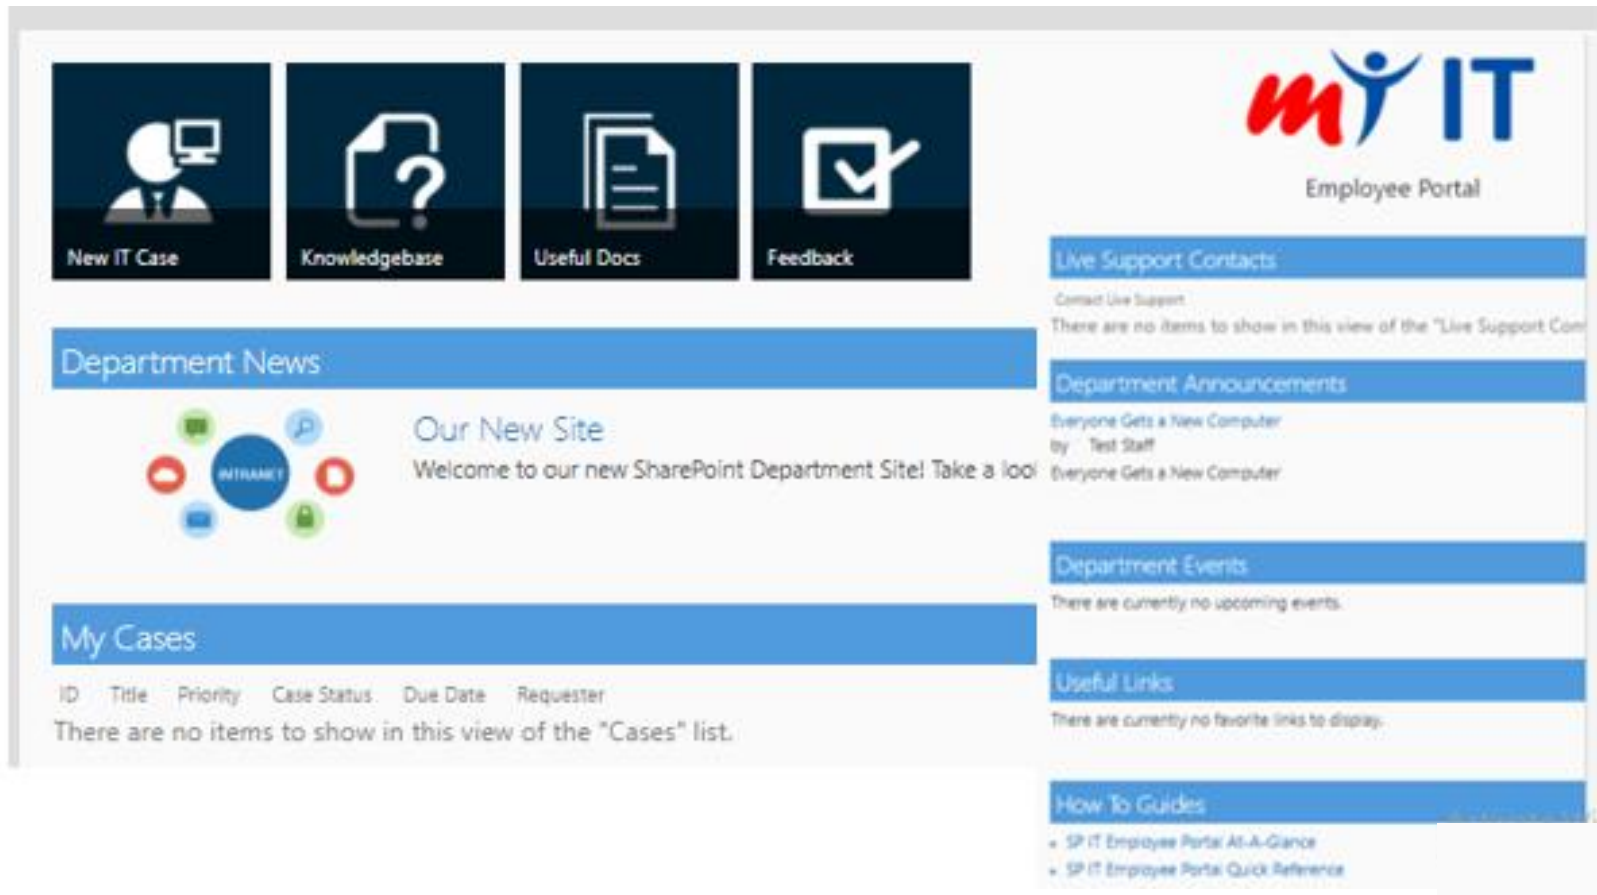 New IT Case
Knowledgebase
Useful Docs
Feedback
Department News
INTRANET
Our New Site
Welcome to our new SharePoint Department Site! Take a
My Cases
ID Title Priority Case Status Due Date Requester
There are no items to show in this view of the "Cases" list.
my IT
Employee Portal
Live Support Contacts
Contact Live Support
There are no items to show in this view of the "Live Support
Department Announcements
Everyone Gets a New Computer
by Test Staff
Everyone Gets a New Computer
Department Events
There are currently no upcoming events.
Useful Links
There are currently no favorite links to display.
How To Guides
SP IT Employee Portal At-A-Glance
SP IT Employee Portal Quick Reference